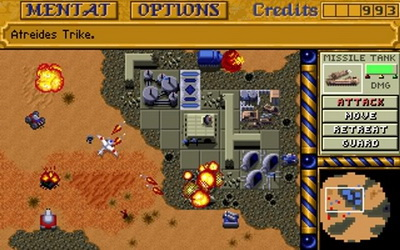 MENTAT OPTIONS Credits 993
Atreides Trike.
MISSILE TANK
DMG
ATTACK
MOVE
RETREAT
GUARD